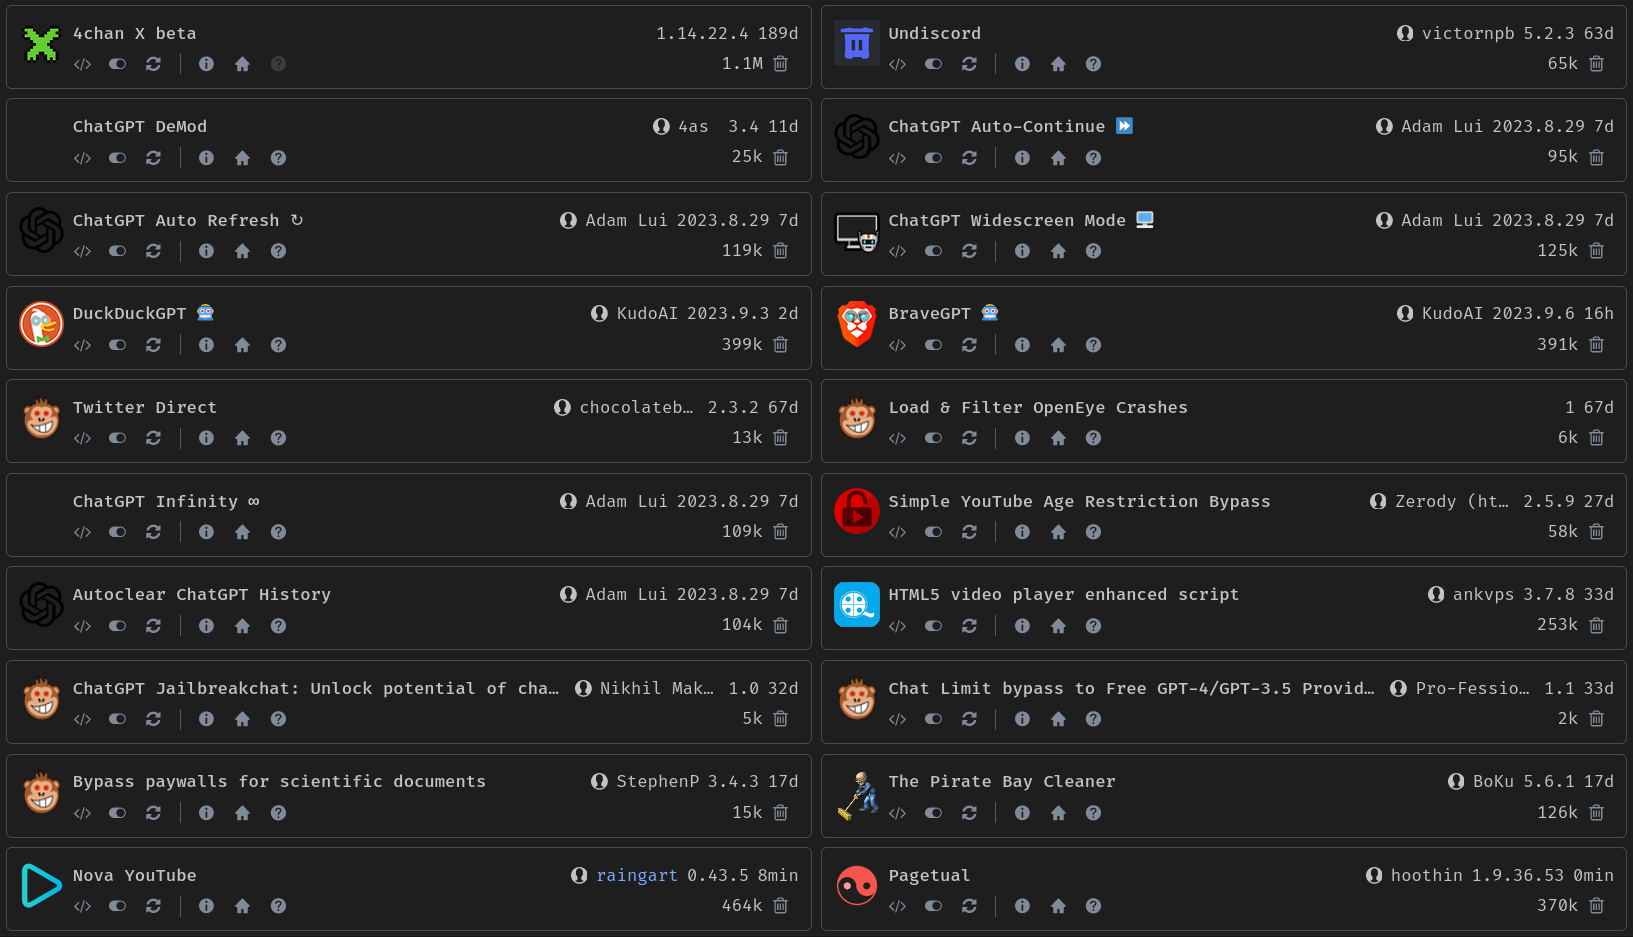 4chan X beta 1.14.22.4 189d
1.1M
Undiscord victornpb 5.2.3 63d
65k
ChatGPT DeMod 4as 3.4 11d
25k
ChatGPT Auto-Continue ⏩ Adam Lui 2023.8.29 7d
95k
ChatGPT Auto Refresh ↻ Adam Lui 2023.8.29 7d
119k
ChatGPT Widescreen Mode 🖥️ Adam Lui 2023.8.29 7d
125k
DuckDuckGPT 🤖 KudoAI 2023.9.3 2d
399k
BraveGPT 🤖 KudoAI 2023.9.6 16h
391k
Twitter Direct chocolateb… 2.3.2 67d
13k
Load & Filter OpenEye Crashes 1 67d
6k
ChatGPT Infinity ∞ Adam Lui 2023.8.29 7d
109k
Simple YouTube Age Restriction Bypass Zerody (ht… 2.5.9 27d
58k
Autoclear ChatGPT History Adam Lui 2023.8.29 7d
104k
HTML5 video player enhanced script ankvps 3.7.8 33d
253k
ChatGPT Jailbreakchat: Unlock potential of cha… Nikhil Mak… 1.0 32d
5k
Chat Limit bypass to Free GPT-4/GPT-3.5 Provid… Pro-Fessio… 1.1 33d
2k
Bypass paywalls for scientific documents StephenP 3.4.3 17d
15k
The Pirate Bay Cleaner BoKu 5.6.1 17d
126k
Nova YouTube raingart 0.43.5 8min
464k
Pagetual hoothin 1.9.36.53 0min
370k